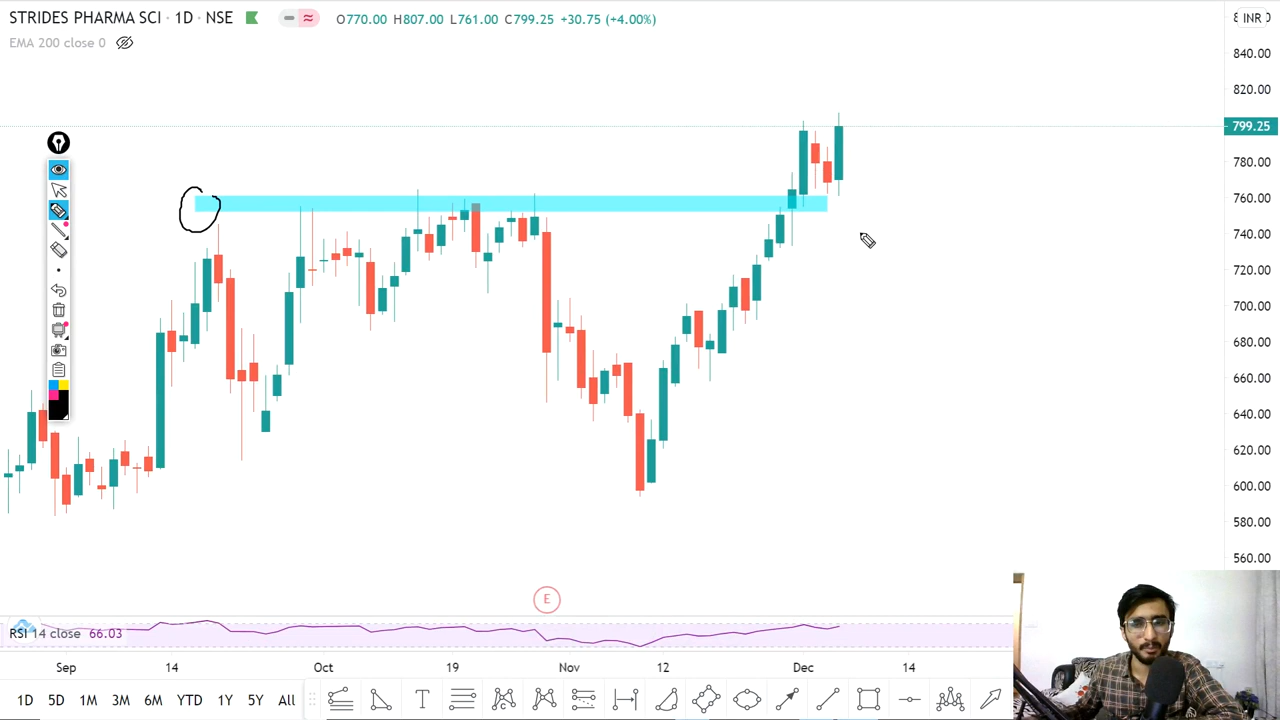 STRIDES PHARMA SCI · 1D · NSE O770.00 H807.00 L761.00 C799.25 +30.75 (+4.00%)
INR
EMA 200 close 0
840.00
820.00
799.25
780.00
760.00
740.00
720.00
700.00
680.00
660.00
640.00
620.00
600.00
580.00
560.00
E
RSI 14 close 66.03
Sep 14 Oct 19 Nov 12 Dec 14
1D 5D 1M 3M 6M YTD 1Y 5Y All T